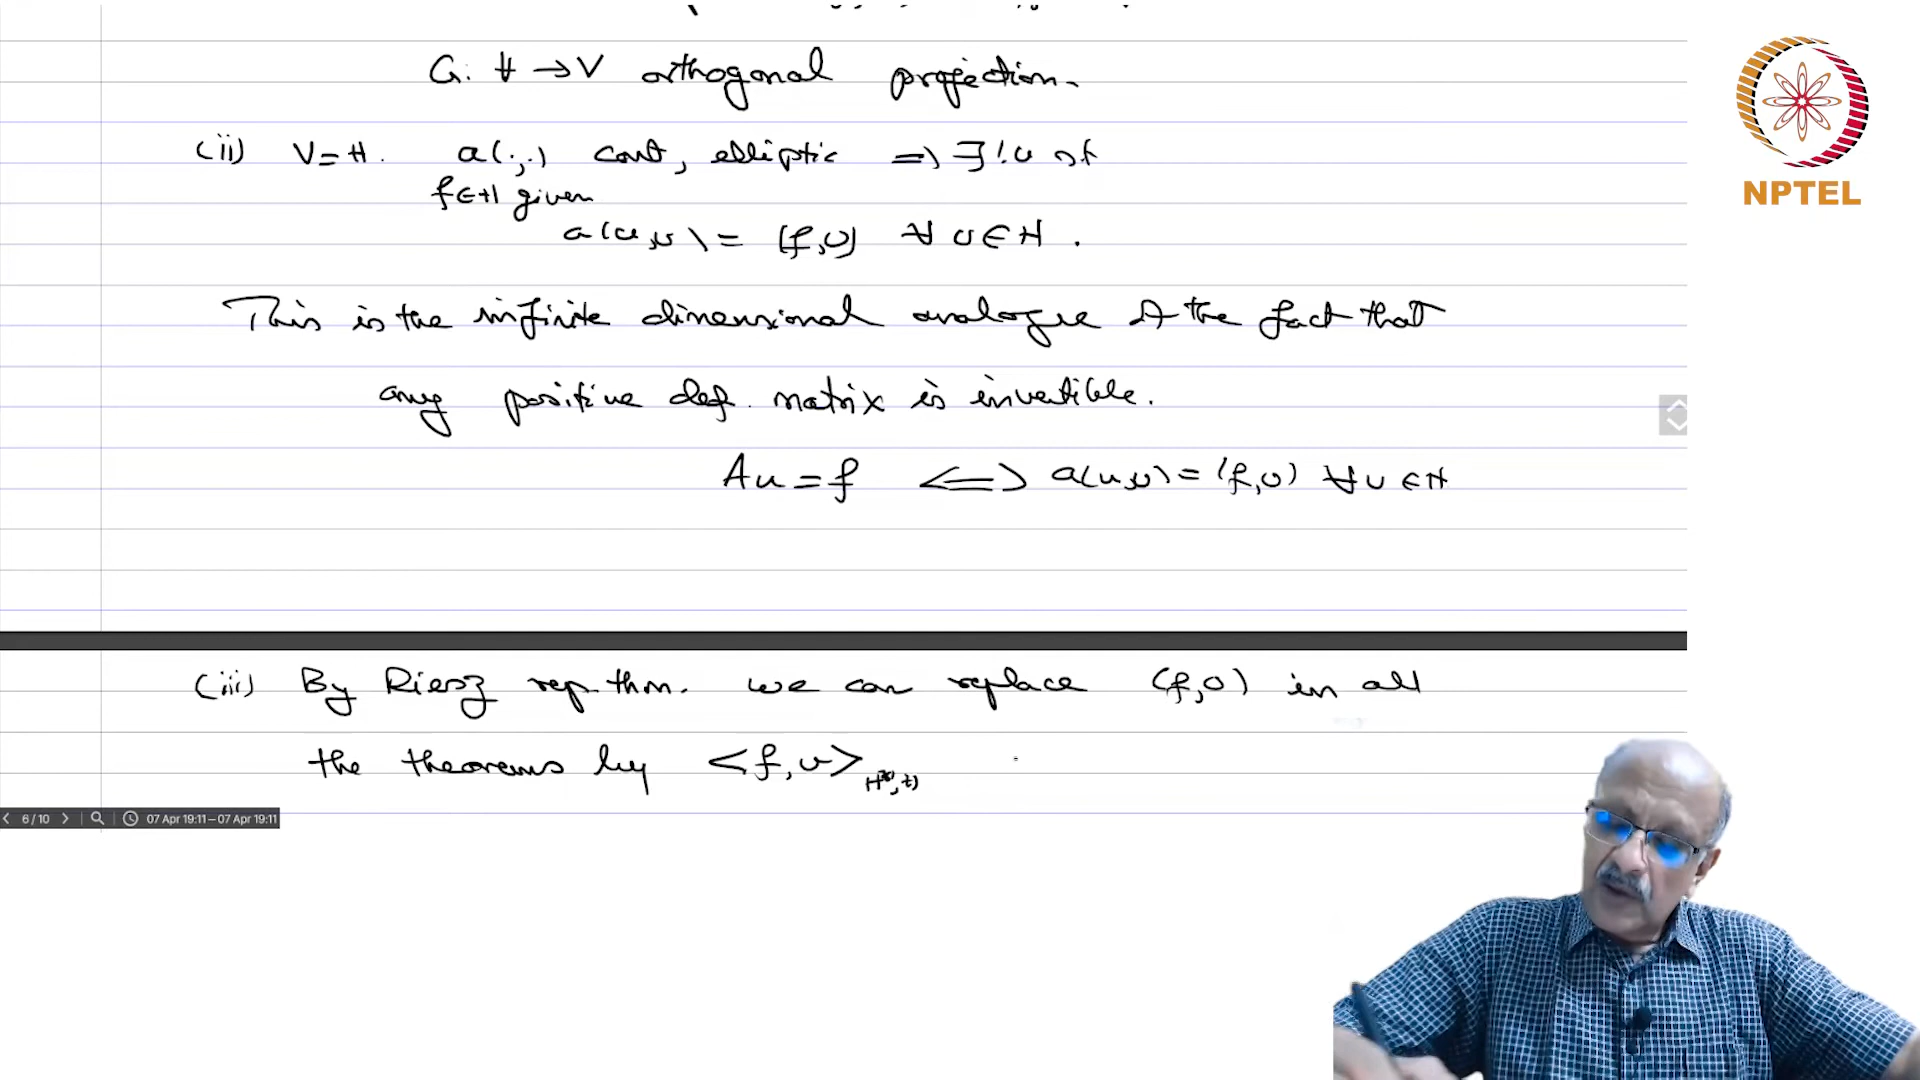 G: H → V orthogonal projection.
(ii) V = H. a(.,.) cont, elliptic ⇒ ∃! u st
f ∈ H given
a(u,v) = (f,v) ∀ v ∈ H.
This is the infinite dimensional analogue of the fact that
any positive def. matrix is invertible.
Au = f ⇔ a(u,v) = (f,v) ∀ v ∈ H
(iii) By Riesz rep. thm. we can replace (f,v) in all
the theorems by <f,v>
6 / 10
07 Apr 19:11 – 07 Apr 19:11
NPTEL